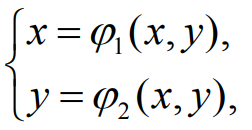 x = φ₁(x, y),
y = φ₂(x, y),